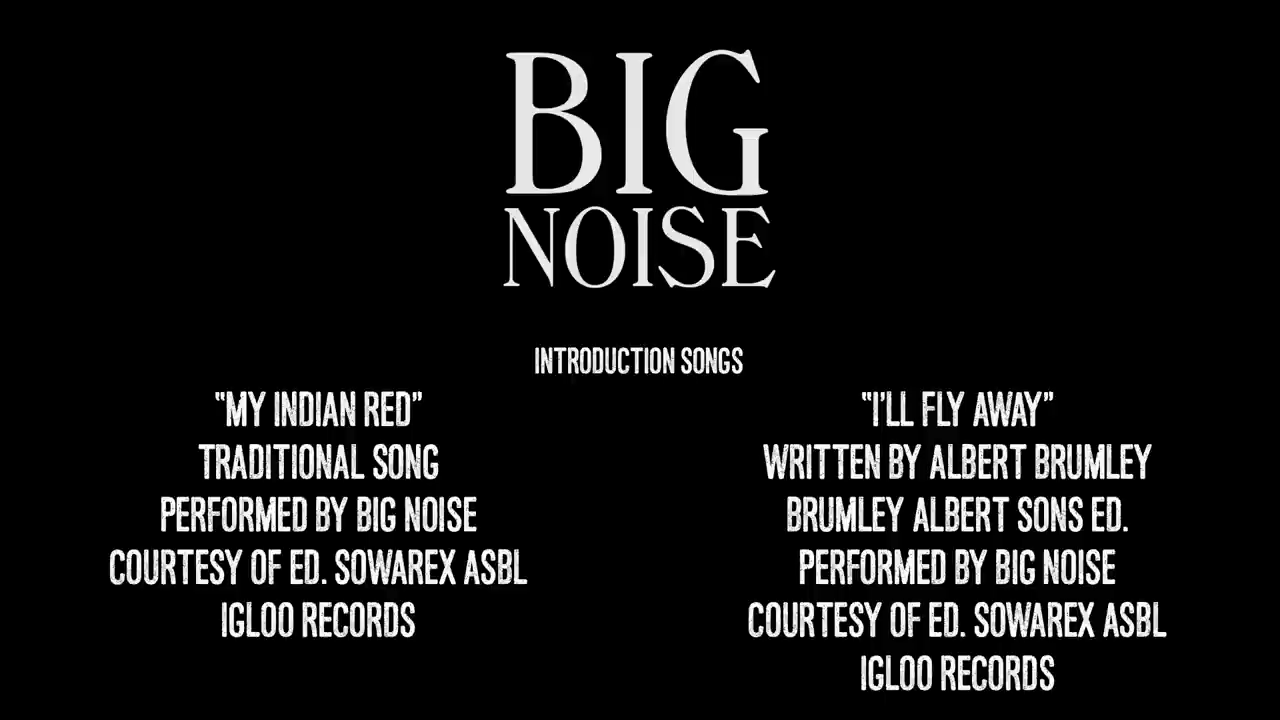 BIG
NOISE
INTRODUCTION SONGS
“MY INDIAN RED”
TRADITIONAL SONG
PERFORMED BY BIG NOISE
COURTESY OF ED. SOWAREX ASBL
IGLOO RECORDS
“I'LL FLY AWAY”
WRITTEN BY ALBERT BRUMLEY
BRUMLEY ALBERT SONS ED.
PERFORMED BY BIG NOISE
COURTESY OF ED. SOWAREX ASBL
IGLOO RECORDS